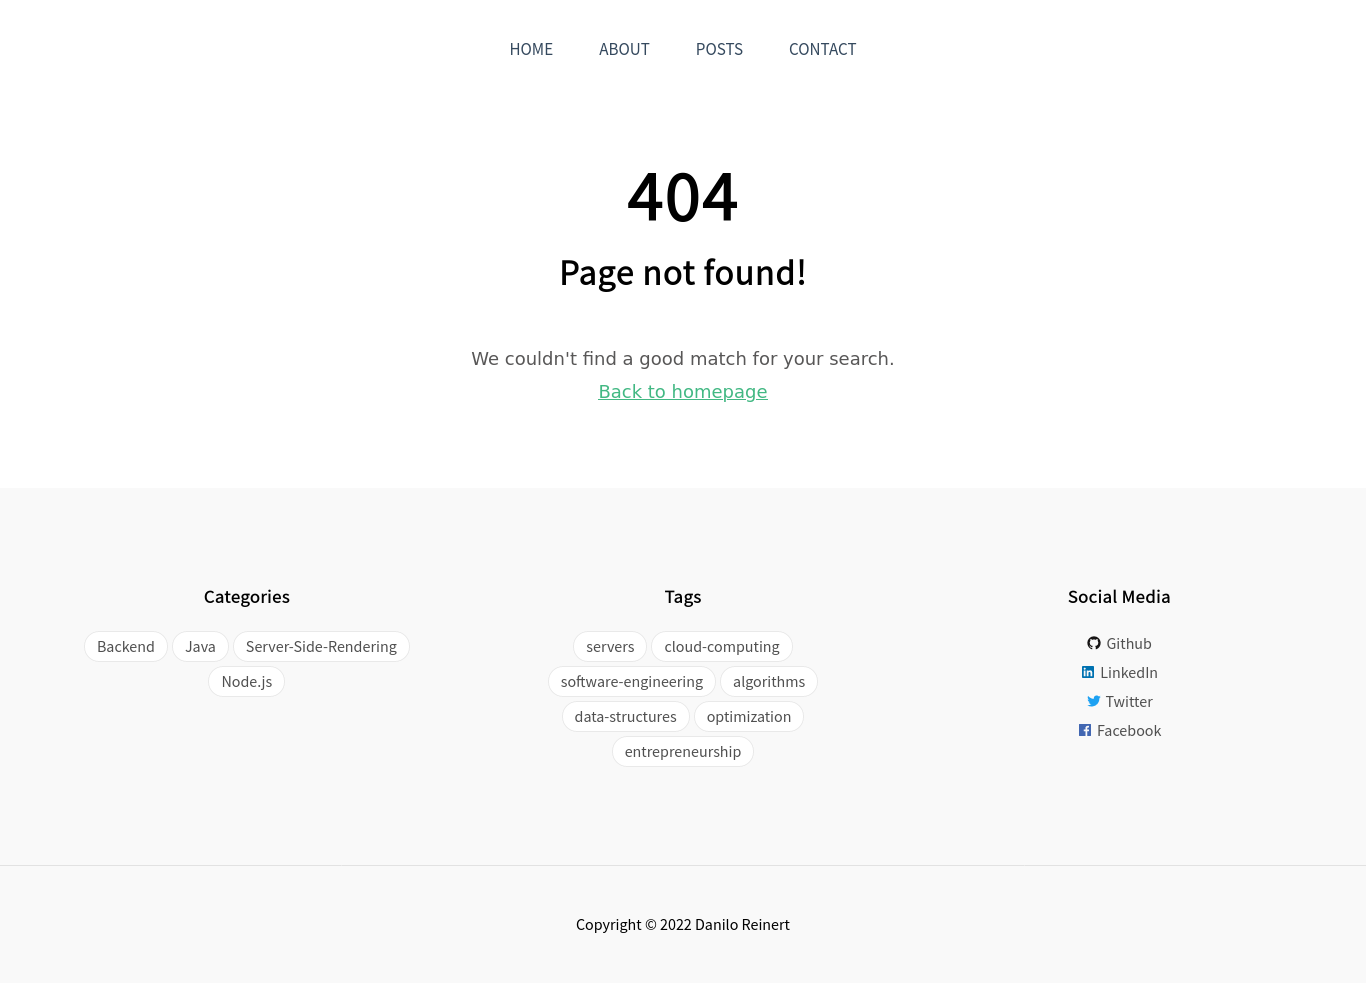 HOME ABOUT POSTS CONTACT
404
Page not found!
We couldn't find a good match for your search.
Back to homepage
Categories
Backend Java Server-Side-Rendering
Node.js
Tags
servers cloud-computing
software-engineering algorithms
data-structures optimization
entrepreneurship
Social Media
Github
LinkedIn
Twitter
Facebook
Copyright © 2022 Danilo Reinert